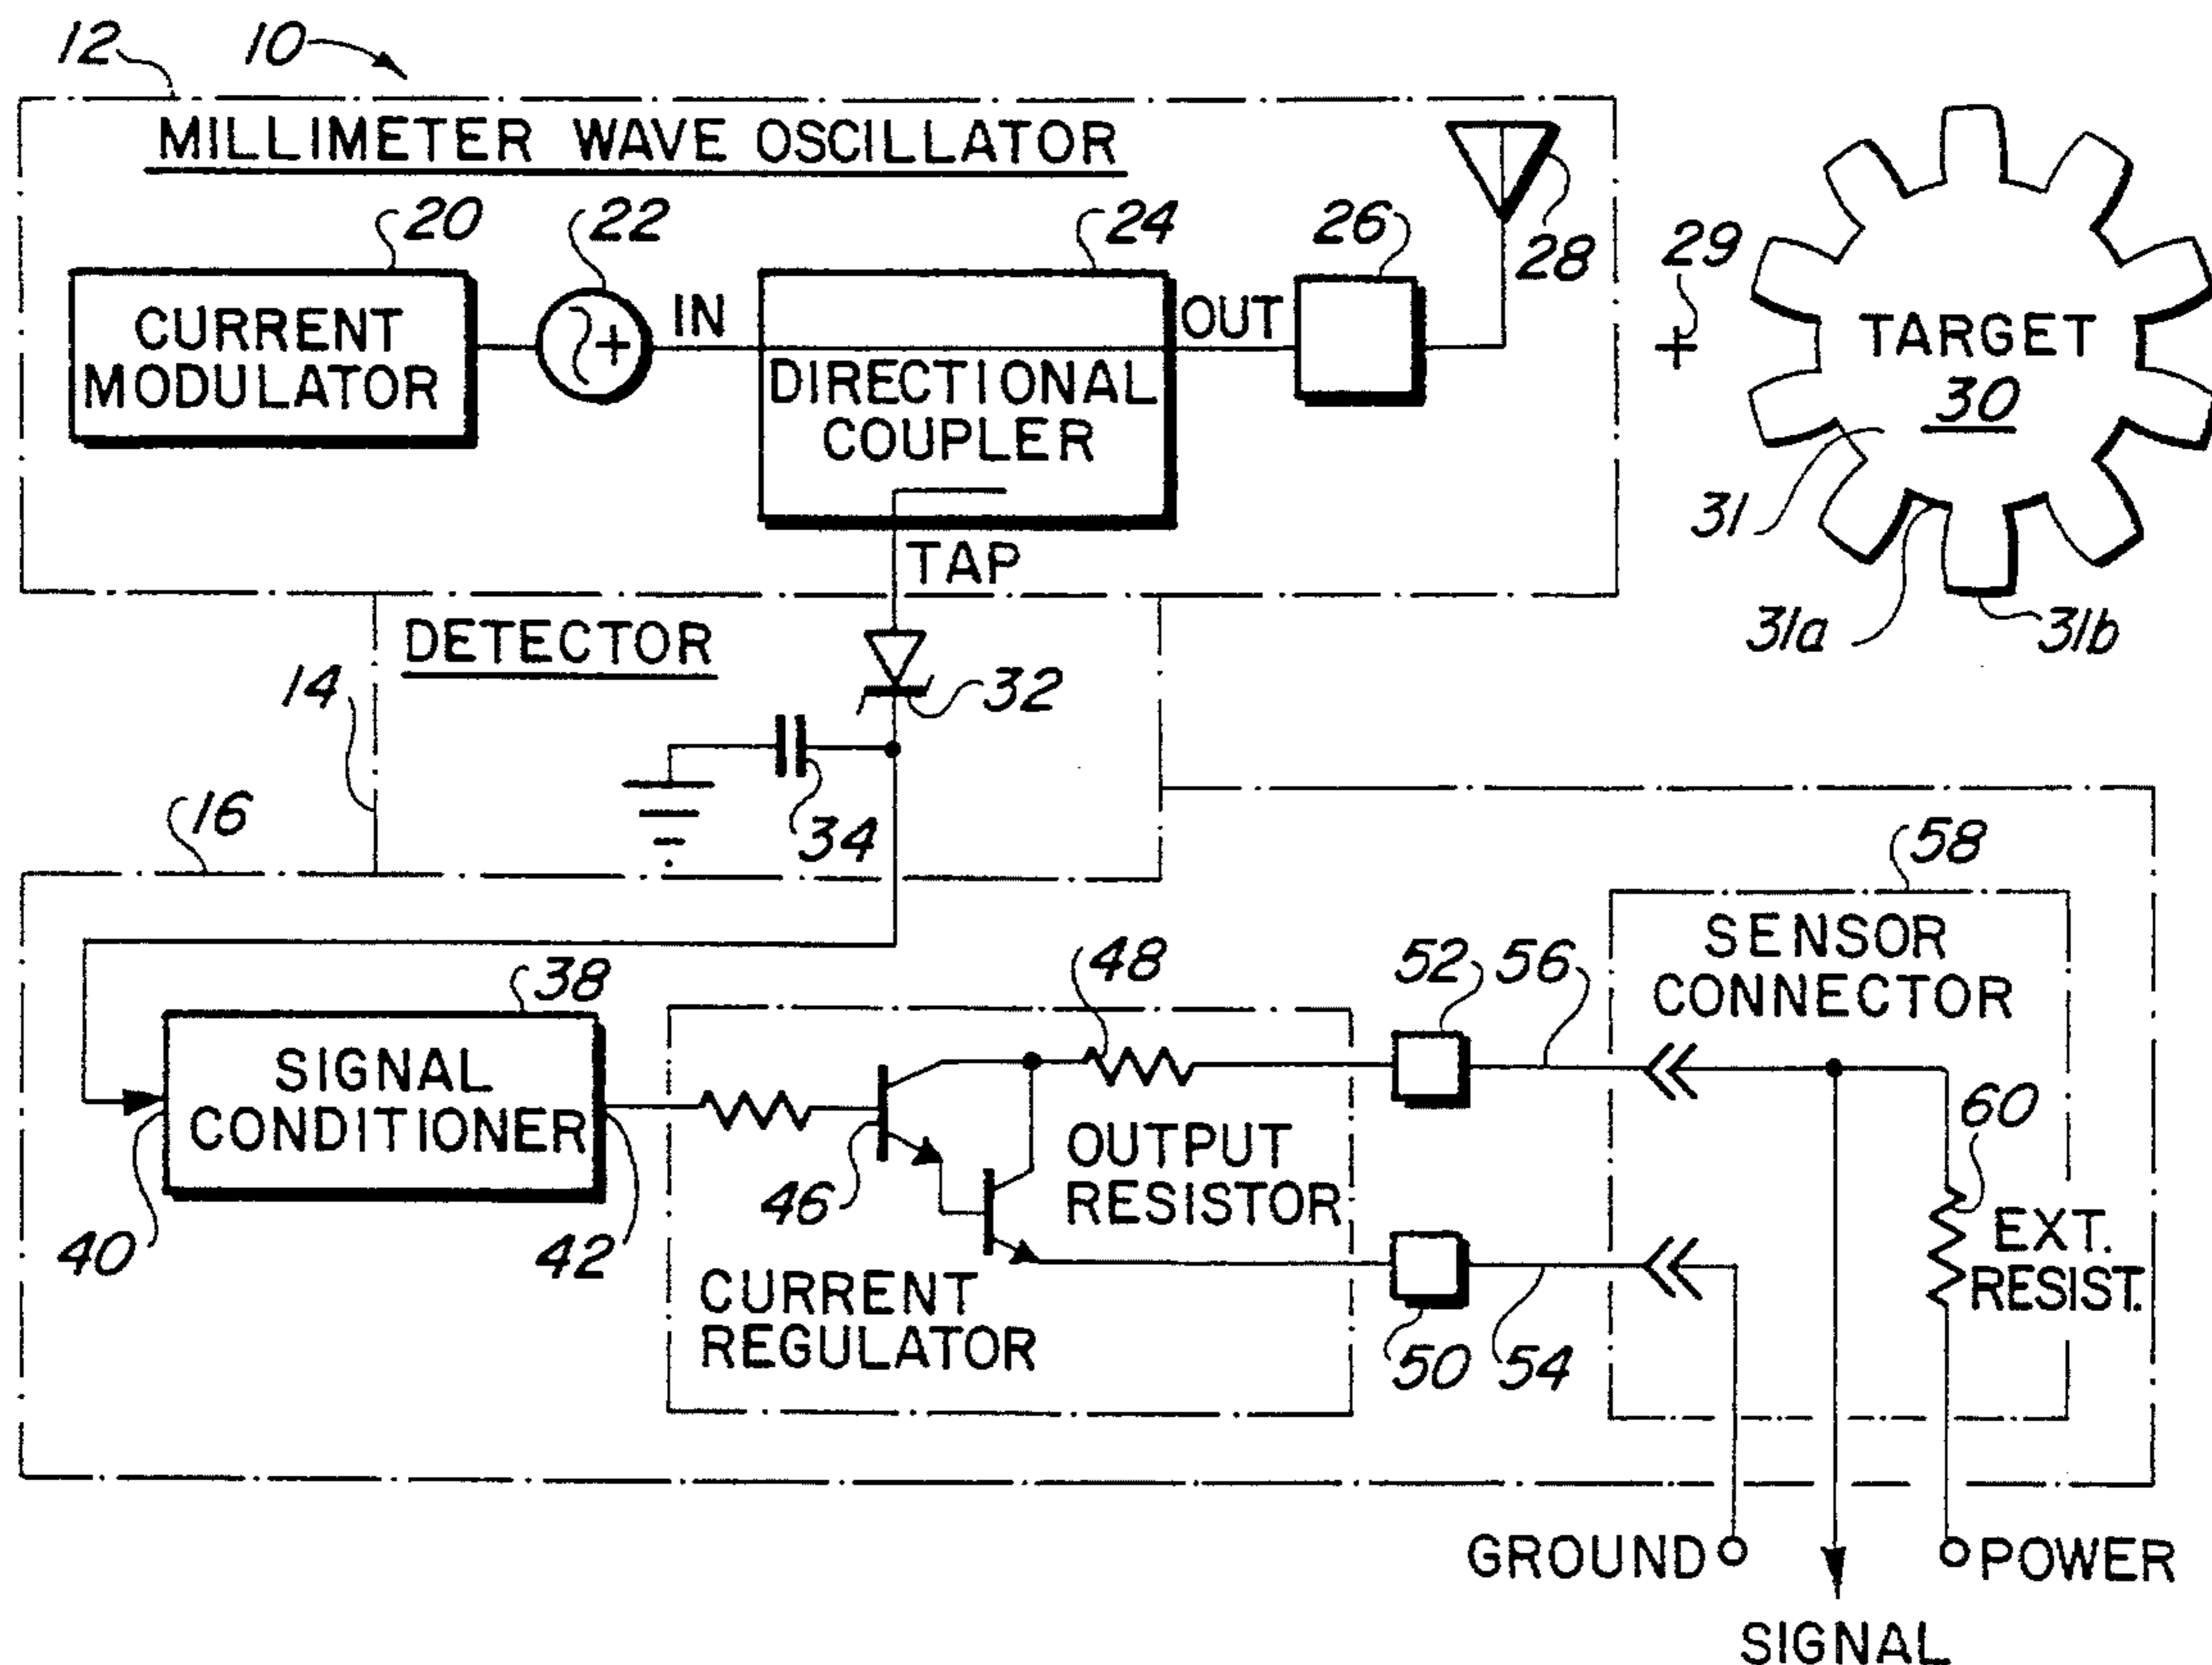 12
10
MILLIMETER WAVE OSCILLATOR
20
22
24
26
28
29
CURRENT
MODULATOR
IN
DIRECTIONAL
COUPLER
OUT
TARGET
30
31
TAP
31a
31b
DETECTOR
14
32
16
34
58
SENSOR
CONNECTOR
38
48
52
56
SIGNAL
CONDITIONER
60
40
42
46
OUTPUT
RESISTOR
EXT.
RESIST.
CURRENT
REGULATOR
50
54
GROUND
POWER
SIGNAL